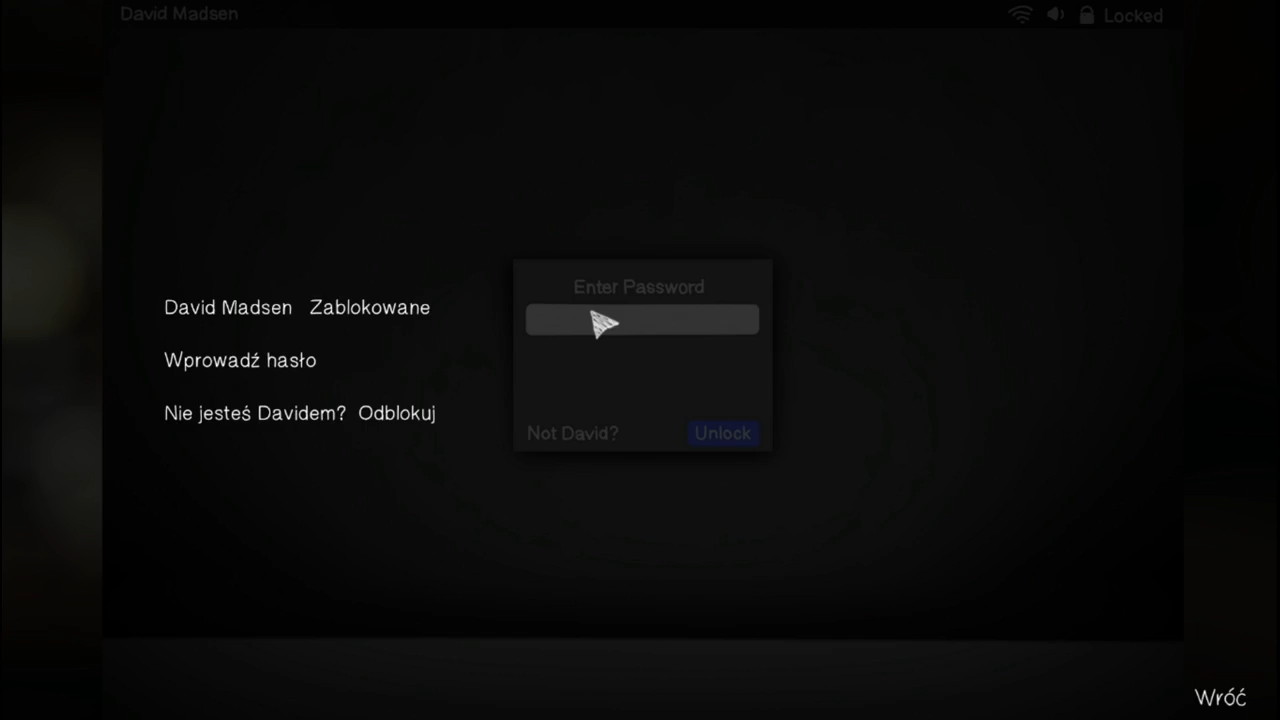 David Madsen Locked
David Madsen Zablokowane
Wprowadź hasło
Nie jesteś Davidem? Odblokuj
Enter Password
Not David? Unlock
Wróć